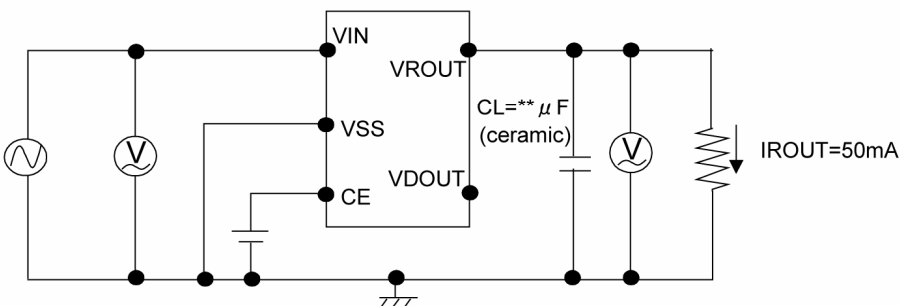 VIN
VROUT
CL=**μF
(ceramic)
VSS
V
V
IROUT=50mA
VDOUT
CE